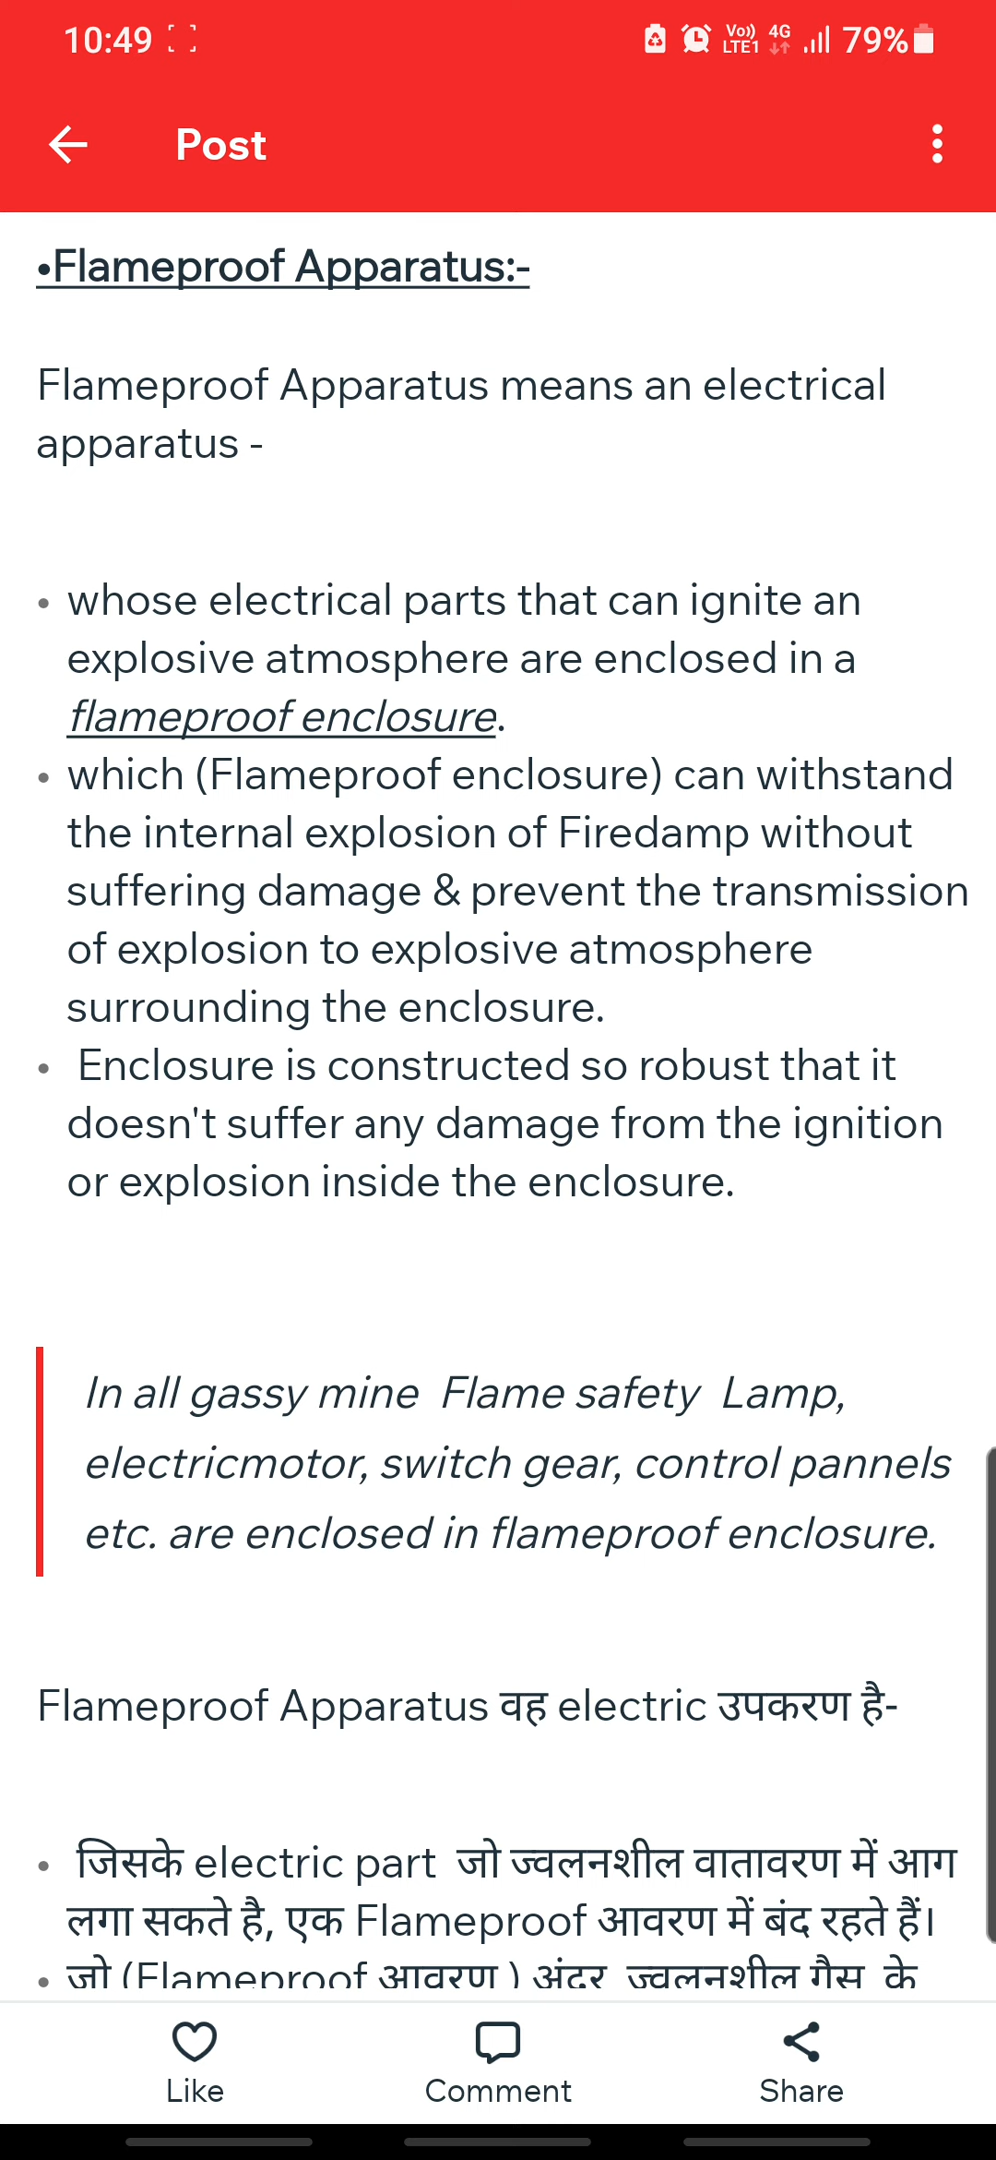 10:49
Vo)) LTE1 4G 79%
Post
•Flameproof Apparatus:-
Flameproof Apparatus means an electrical
apparatus -
• whose electrical parts that can ignite an
explosive atmosphere are enclosed in a
flameproof enclosure.
• which (Flameproof enclosure) can withstand
the internal explosion of Firedamp without
suffering damage & prevent the transmission
of explosion to explosive atmosphere
surrounding the enclosure.
• Enclosure is constructed so robust that it
doesn't suffer any damage from the ignition
or explosion inside the enclosure.
In all gassy mine Flame safety Lamp,
electricmotor, switch gear, control pannels
etc. are enclosed in flameproof enclosure.
Flameproof Apparatus वह electric उपकरण है-
• जिसके electric part जो ज्वलनशील वातावरण में आग
लगा सकते है, एक Flameproof आवरण में बंद रहते हैं।
• जो (Flameproof आवरण ) अंदर ज्वलनशील गैस के
Like
Comment
Share